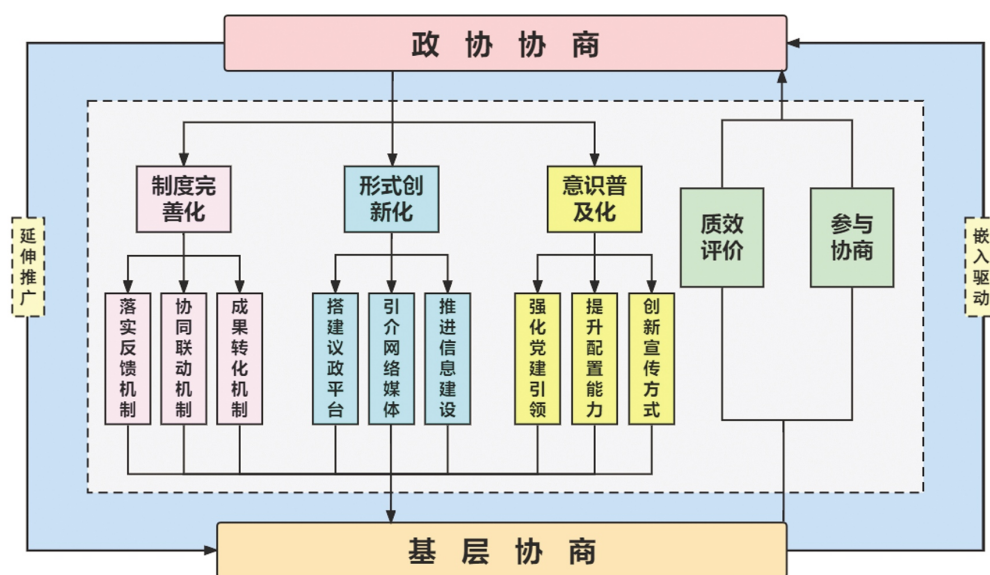 政协协商
制度完
善化
形式创
新化
意识普
及化
质效
评价
参与
协商
延伸推广
嵌入驱动
落实反馈机制
协同联动机制
成果转化机制
搭建议政平台
引介网络媒体
推进信息建设
强化党建引领
提升配置能力
创新宣传方式
基层协商